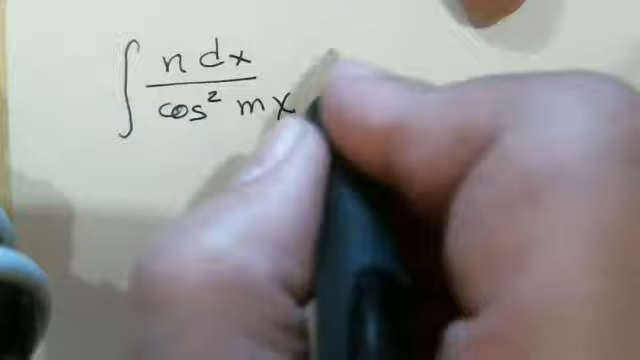 ∫ n dx / cos² mx